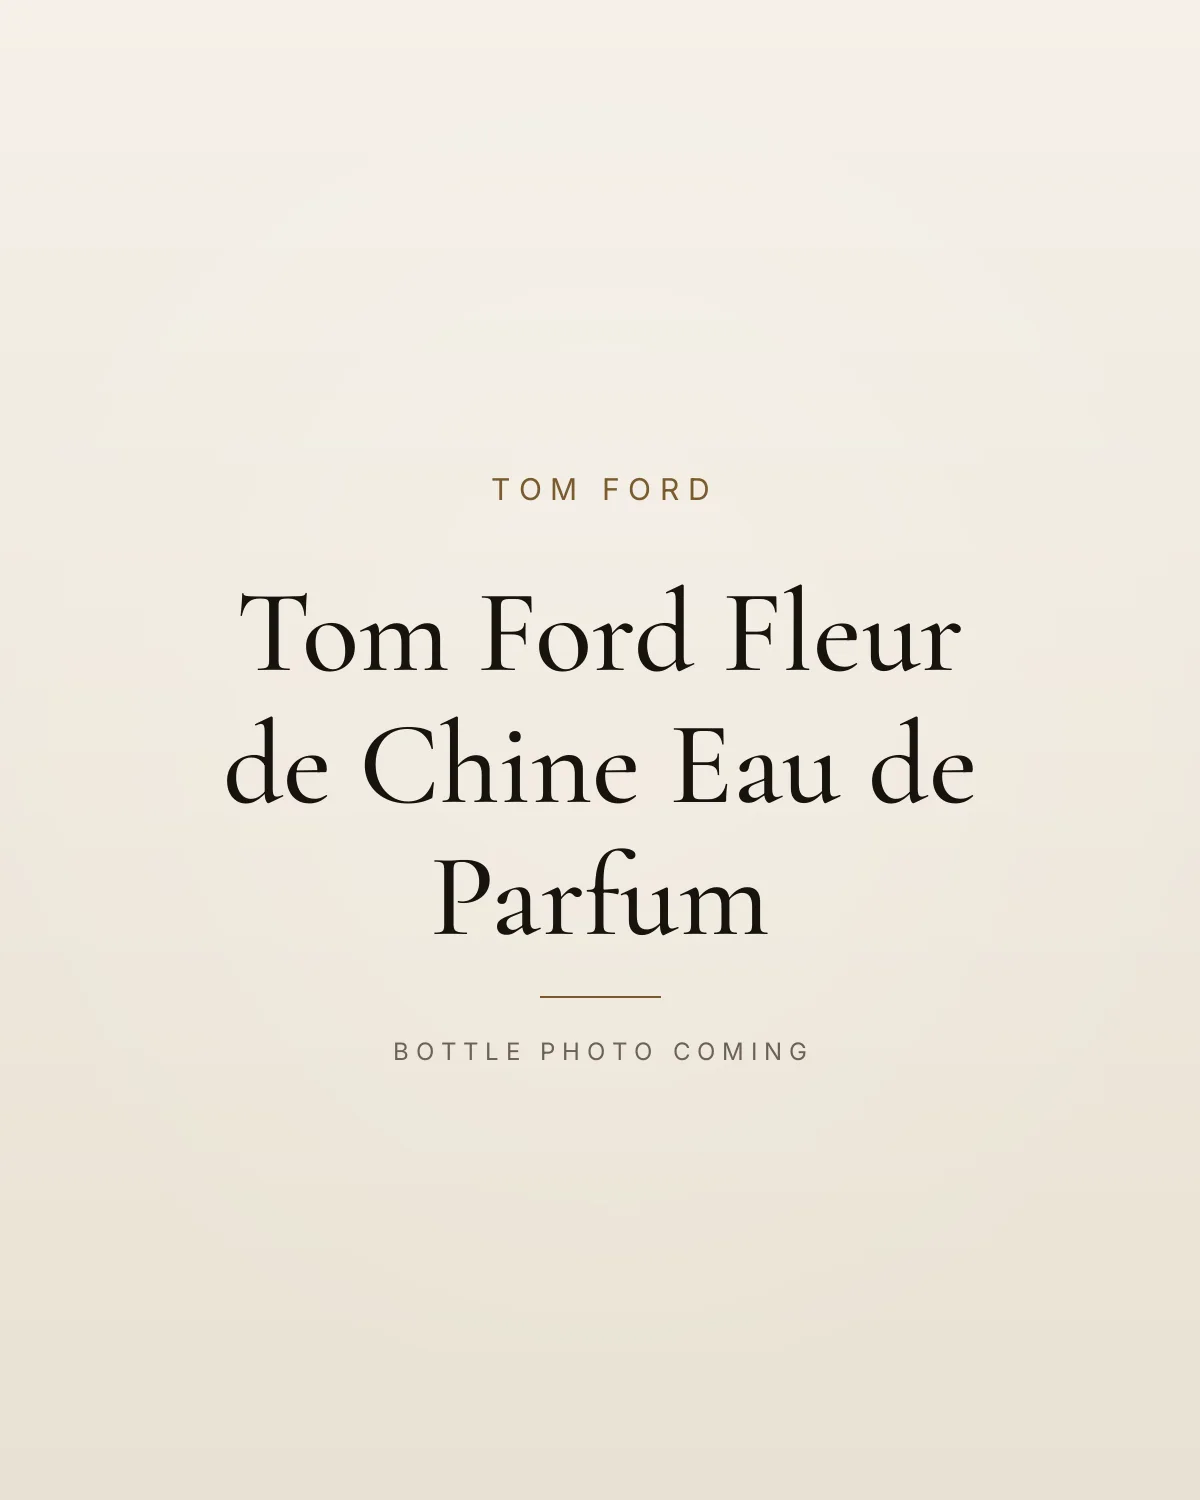 TOM FORD
Tom Ford Fleur
de Chine Eau de
Parfum
BOTTLE PHOTO COMING